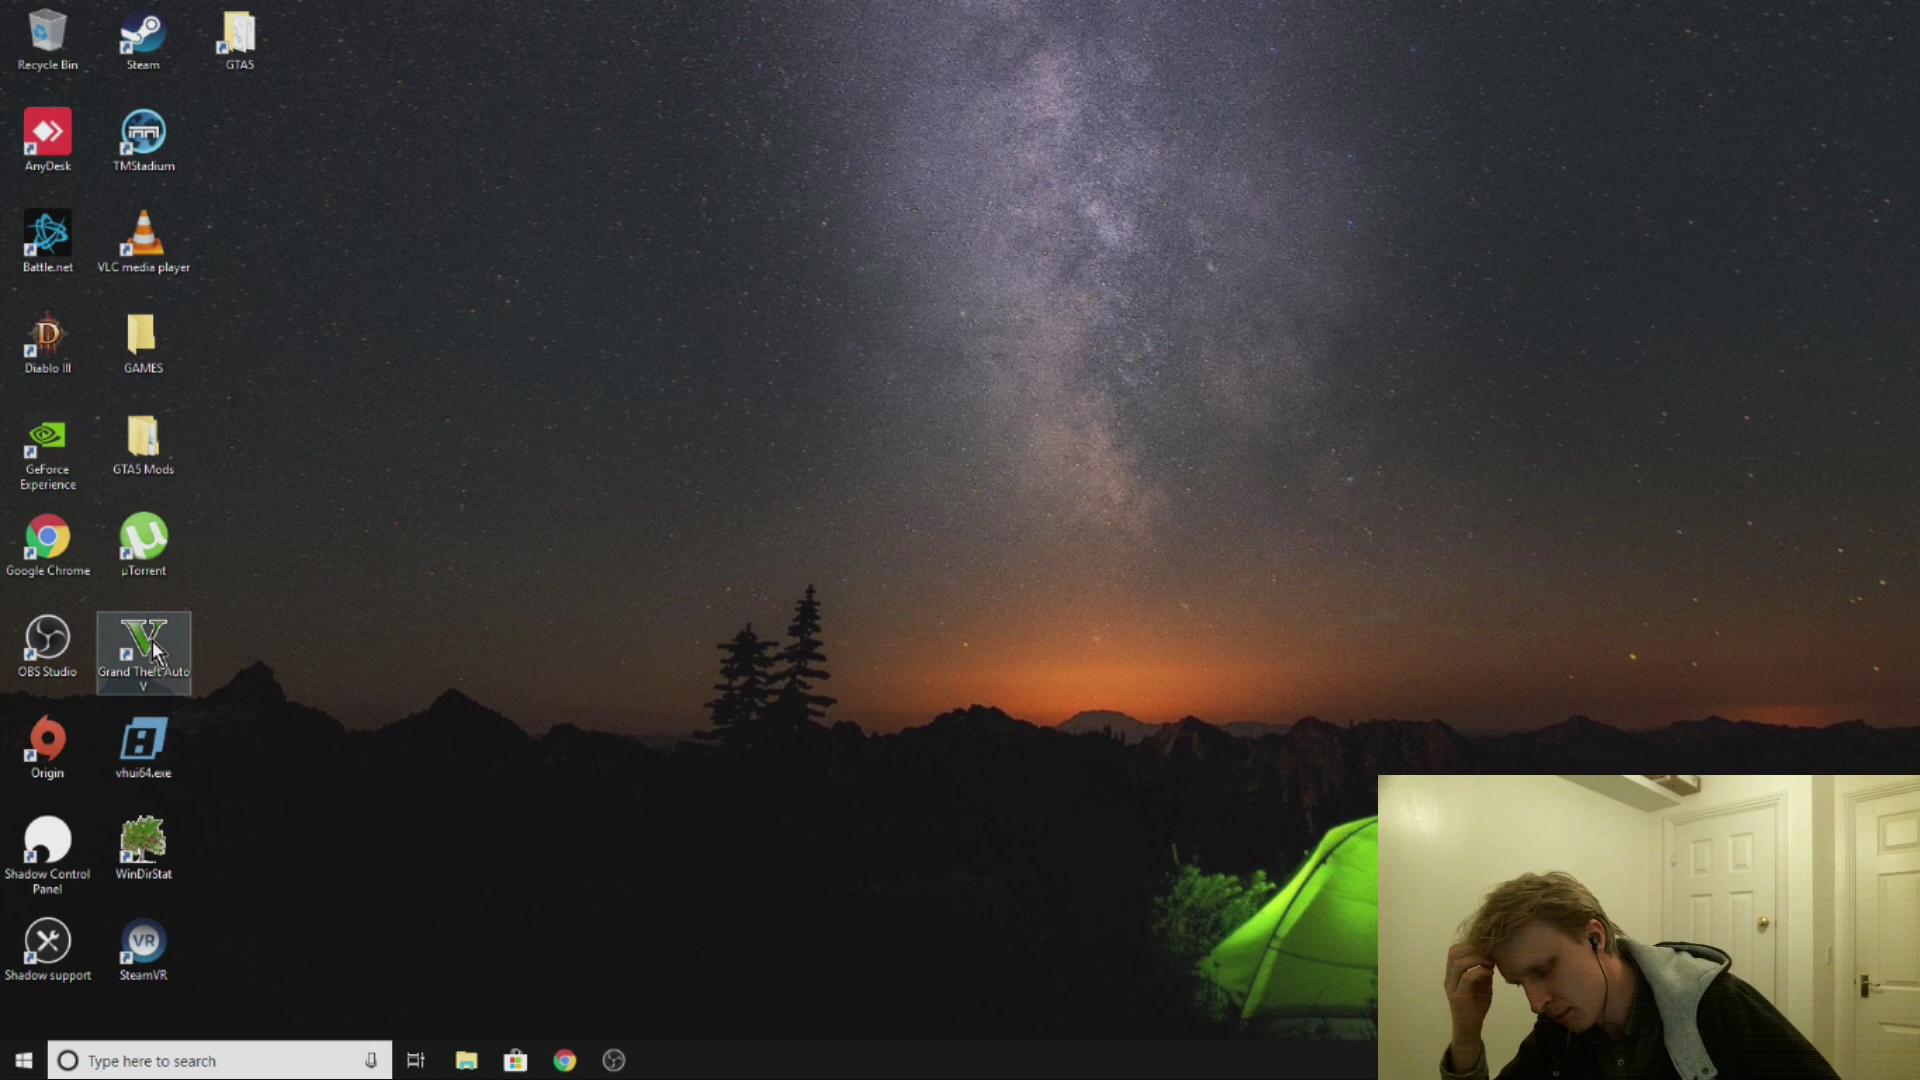 Recycle Bin
Steam
GTA5
AnyDesk
TMStadium
Battle.net
VLC media player
Diablo III
GAMES
GeForce
Experience
GTA5 Mods
Google Chrome
µTorrent
OBS Studio
Grand Theft Auto
V
Origin
vhui64.exe
Shadow Control
Panel
WinDirStat
Shadow support
VR
SteamVR
Type here to search